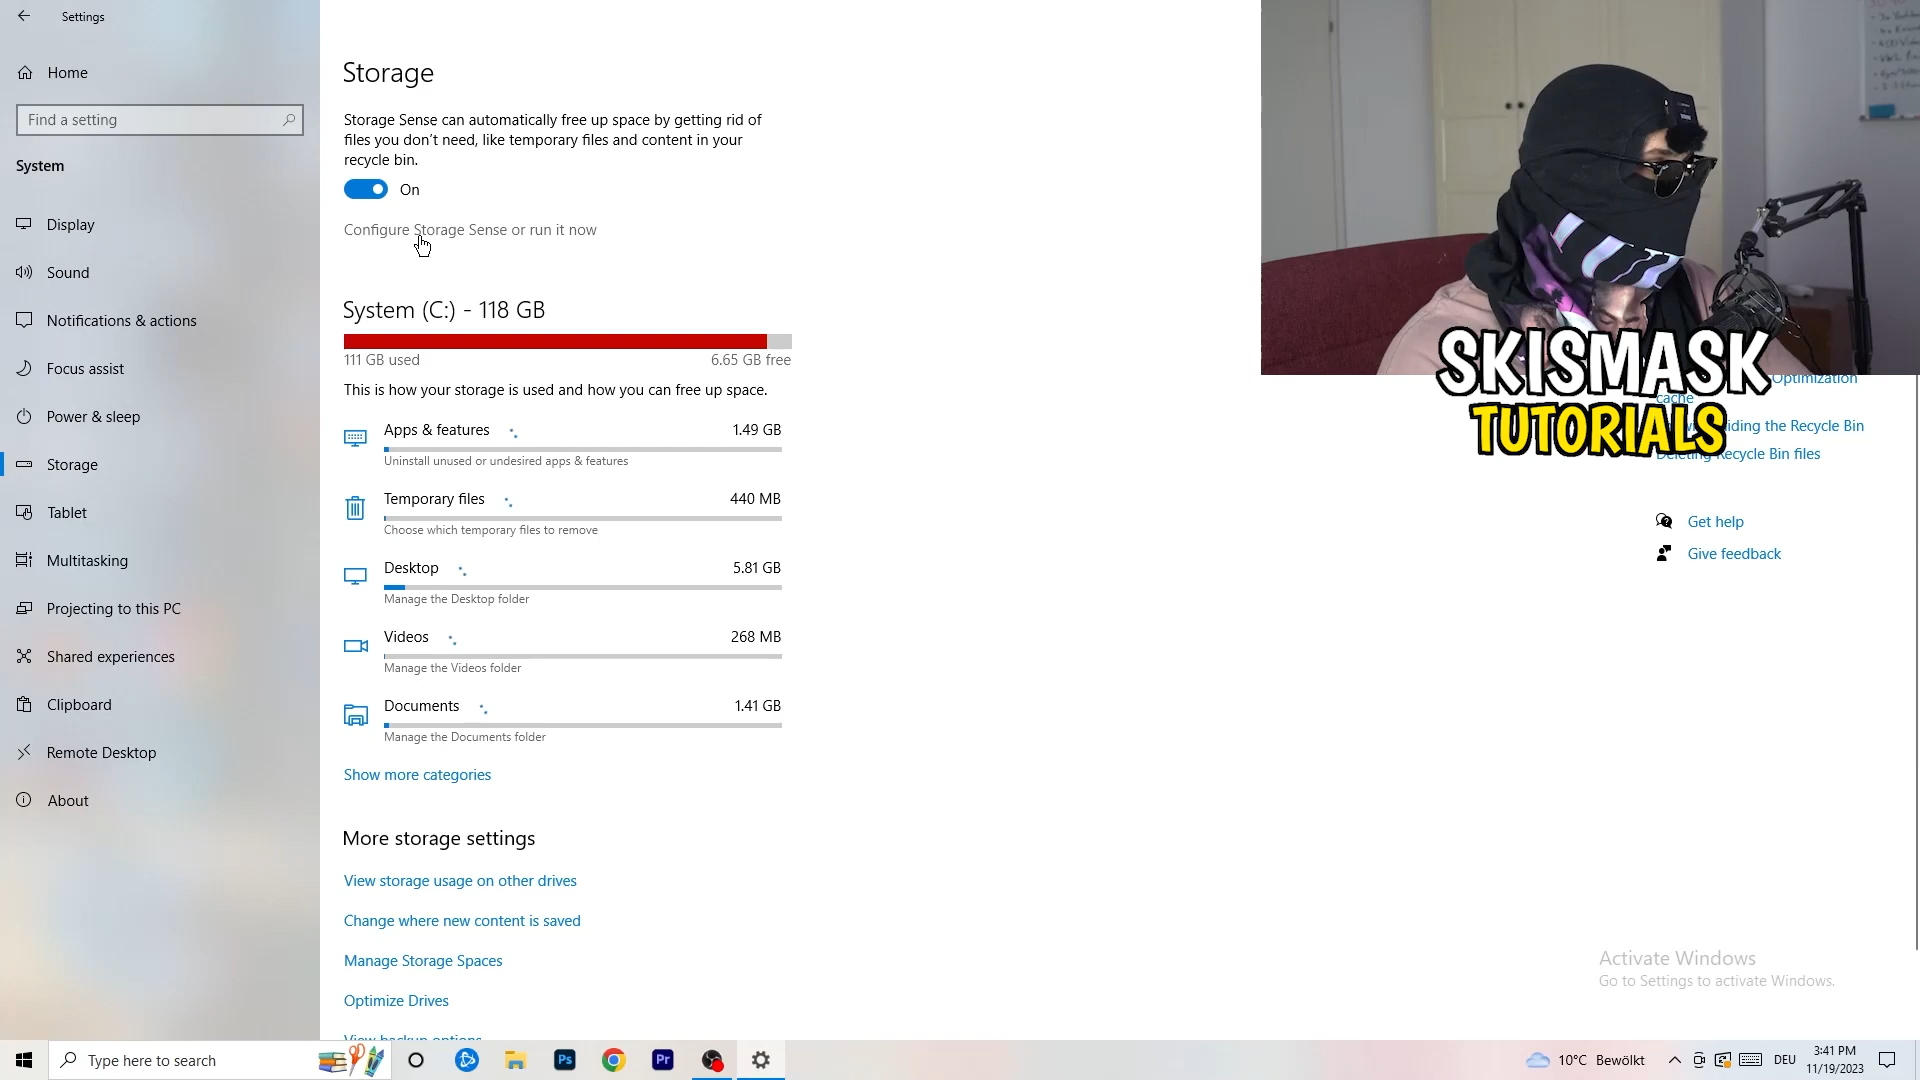 Settings
Home
Find a setting
System
Display
Sound
Notifications & actions
Focus assist
Power & sleep
Storage
Tablet
Multitasking
Projecting to this PC
Shared experiences
Clipboard
Remote Desktop
About
Storage
Storage Sense can automatically free up space by getting rid of
files you don't need, like temporary files and content in your
recycle bin.
On
Configure Storage Sense or run it now
System (C:) - 118 GB
111 GB used
6.65 GB free
This is how your storage is used and how you can free up space.
Apps & features
1.49 GB
Uninstall unused or undesired apps & features
Temporary files
440 MB
Choose which temporary files to remove
Desktop
5.81 GB
Manage the Desktop folder
Videos
268 MB
Manage the Videos folder
Documents
1.41 GB
Manage the Documents folder
Show more categories
More storage settings
View storage usage on other drives
Change where new content is saved
Manage Storage Spaces
Optimize Drives
View backup options
SKISMASK
TUTORIALS
Optimization
cache
the Recycle Bin
Recycle Bin files
Get help
Give feedback
Activate Windows
Go to Settings to activate Windows.
Type here to search
Ps
Pr
10°C Bewölkt
DEU
3:41 PM
11/19/2023